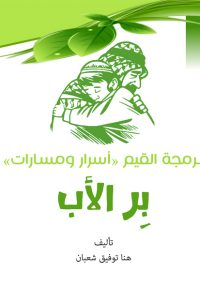 رمجة القيم «أسرار ومسارات»
بِر الأب
تأليف
هنا توفيق شعبان